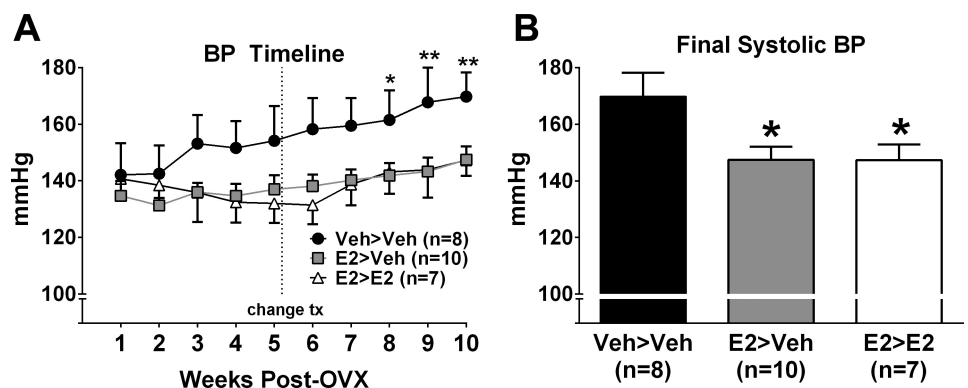 A
BP Timeline
mmHg
180
160
140
120
100
*
**
**
Veh>Veh (n=8)
E2>Veh (n=10)
E2>E2 (n=7)
change tx
1 2 3 4 5 6 7 8 9 10
Weeks Post-OVX
B
Final Systolic BP
mmHg
180
160
140
120
100
*
*
Veh>Veh E2>Veh E2>E2
(n=8) (n=10) (n=7)